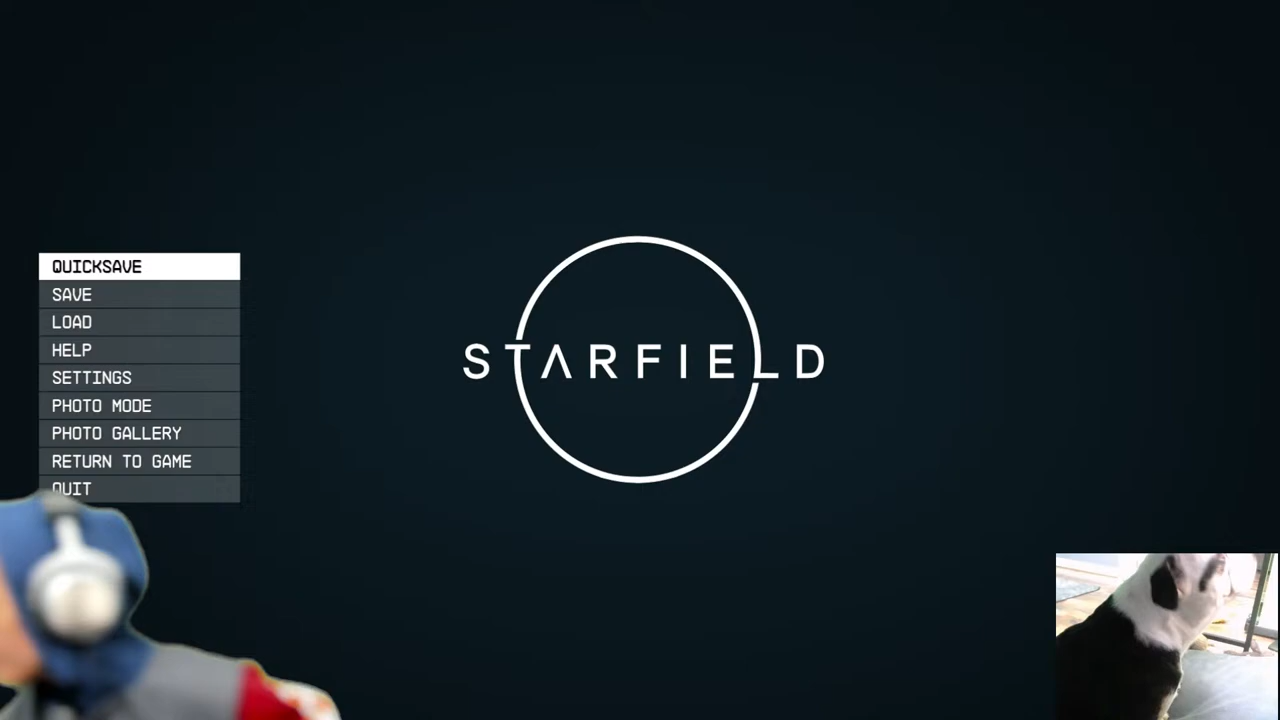 QUICKSAVE
SAVE
LOAD
HELP
SETTINGS
PHOTO MODE
PHOTO GALLERY
RETURN TO GAME
QUIT
STARFIELD